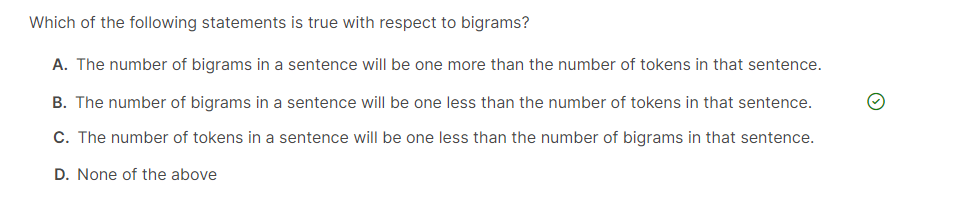 Which of the following statements is true with respect to bigrams?
A. The number of bigrams in a sentence will be one more than the number of tokens in that sentence.
B. The number of bigrams in a sentence will be one less than the number of tokens in that sentence.
C. The number of tokens in a sentence will be one less than the number of bigrams in that sentence.
D. None of the above